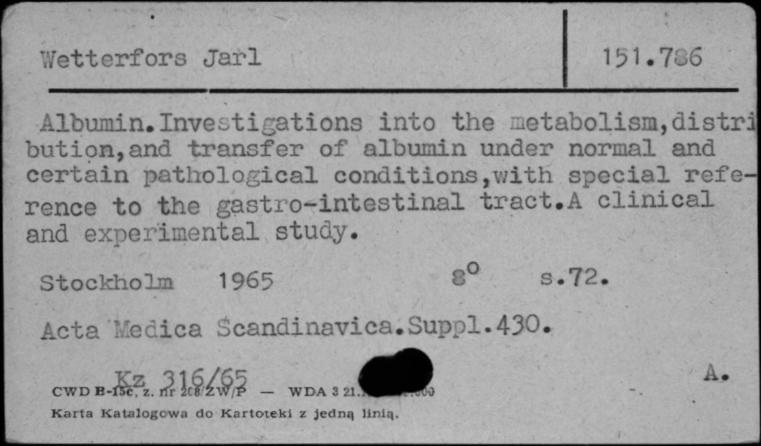 Wetterfors Jarl 151.786
Albumin.Investigations into the metabolism,distri
bution,and transfer of albumin under normal and
certain pathological conditions,with special refe-
rence to the gastro-intestinal tract.A clinical
and experimental study.
Stockholm 1965 8° s.72.
Acta Medica Scandinavica.Suppl.430.
Kz 316/65 A.
CWD B-15c, z. nr 208/ZW/P — WDA 3 21.
Karta Katalogowa do Kartoteki z jedną linią.